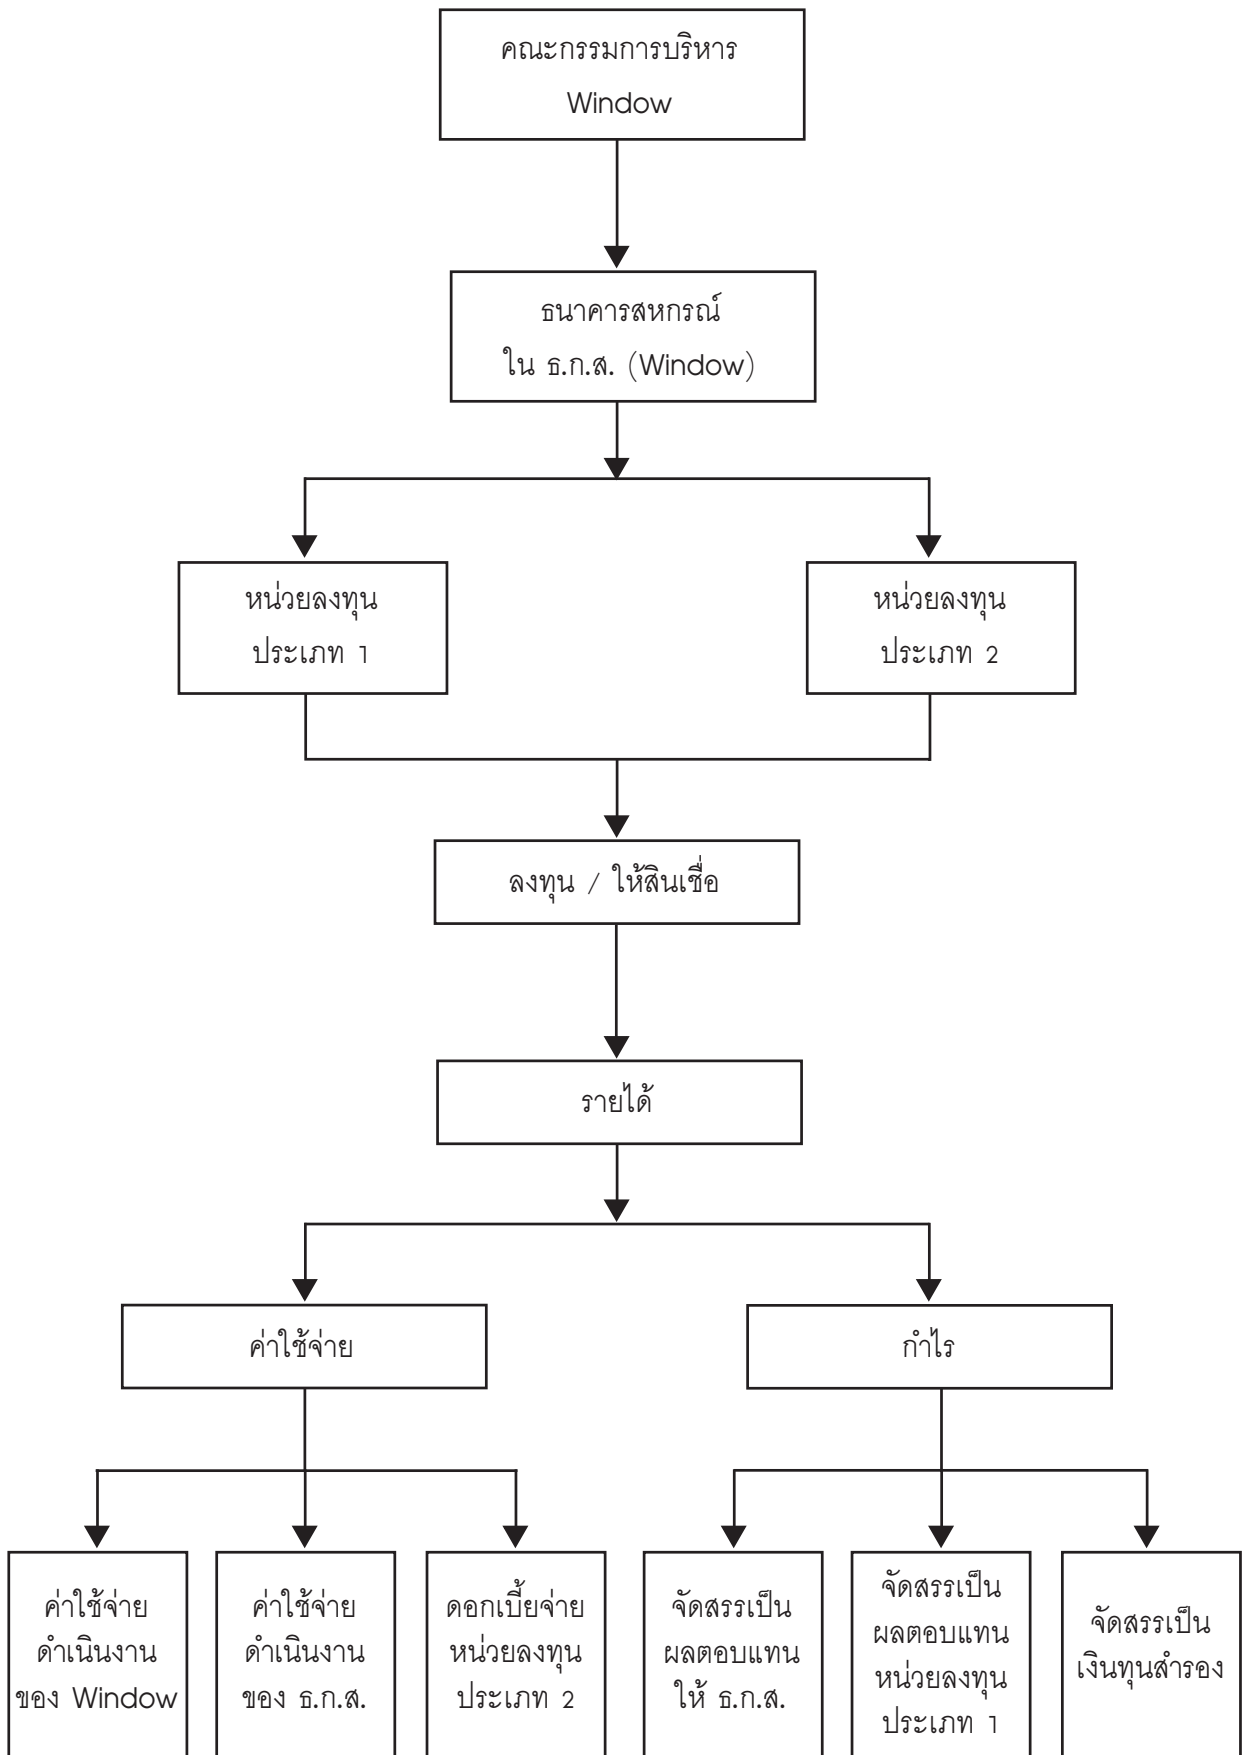 คณะกรรมการบริหาร
Window
ธนาคารสหกรณ์
ใน ธ.ก.ส. (Window)
หน่วยลงทุน
ประเภท 1
หน่วยลงทุน
ประเภท 2
ลงทุน / ให้สินเชื่อ
รายได้
ค่าใช้จ่าย
กำไร
ค่าใช้จ่าย
ดำเนินงาน
ของ Window
ค่าใช้จ่าย
ดำเนินงาน
ของ ธ.ก.ส.
ดอกเบี้ยจ่าย
หน่วยลงทุน
ประเภท 2
จัดสรรเป็น
ผลตอบแทน
ให้ ธ.ก.ส.
จัดสรรเป็น
ผลตอบแทน
หน่วยลงทุน
ประเภท 1
จัดสรรเป็น
เงินทุนสำรอง